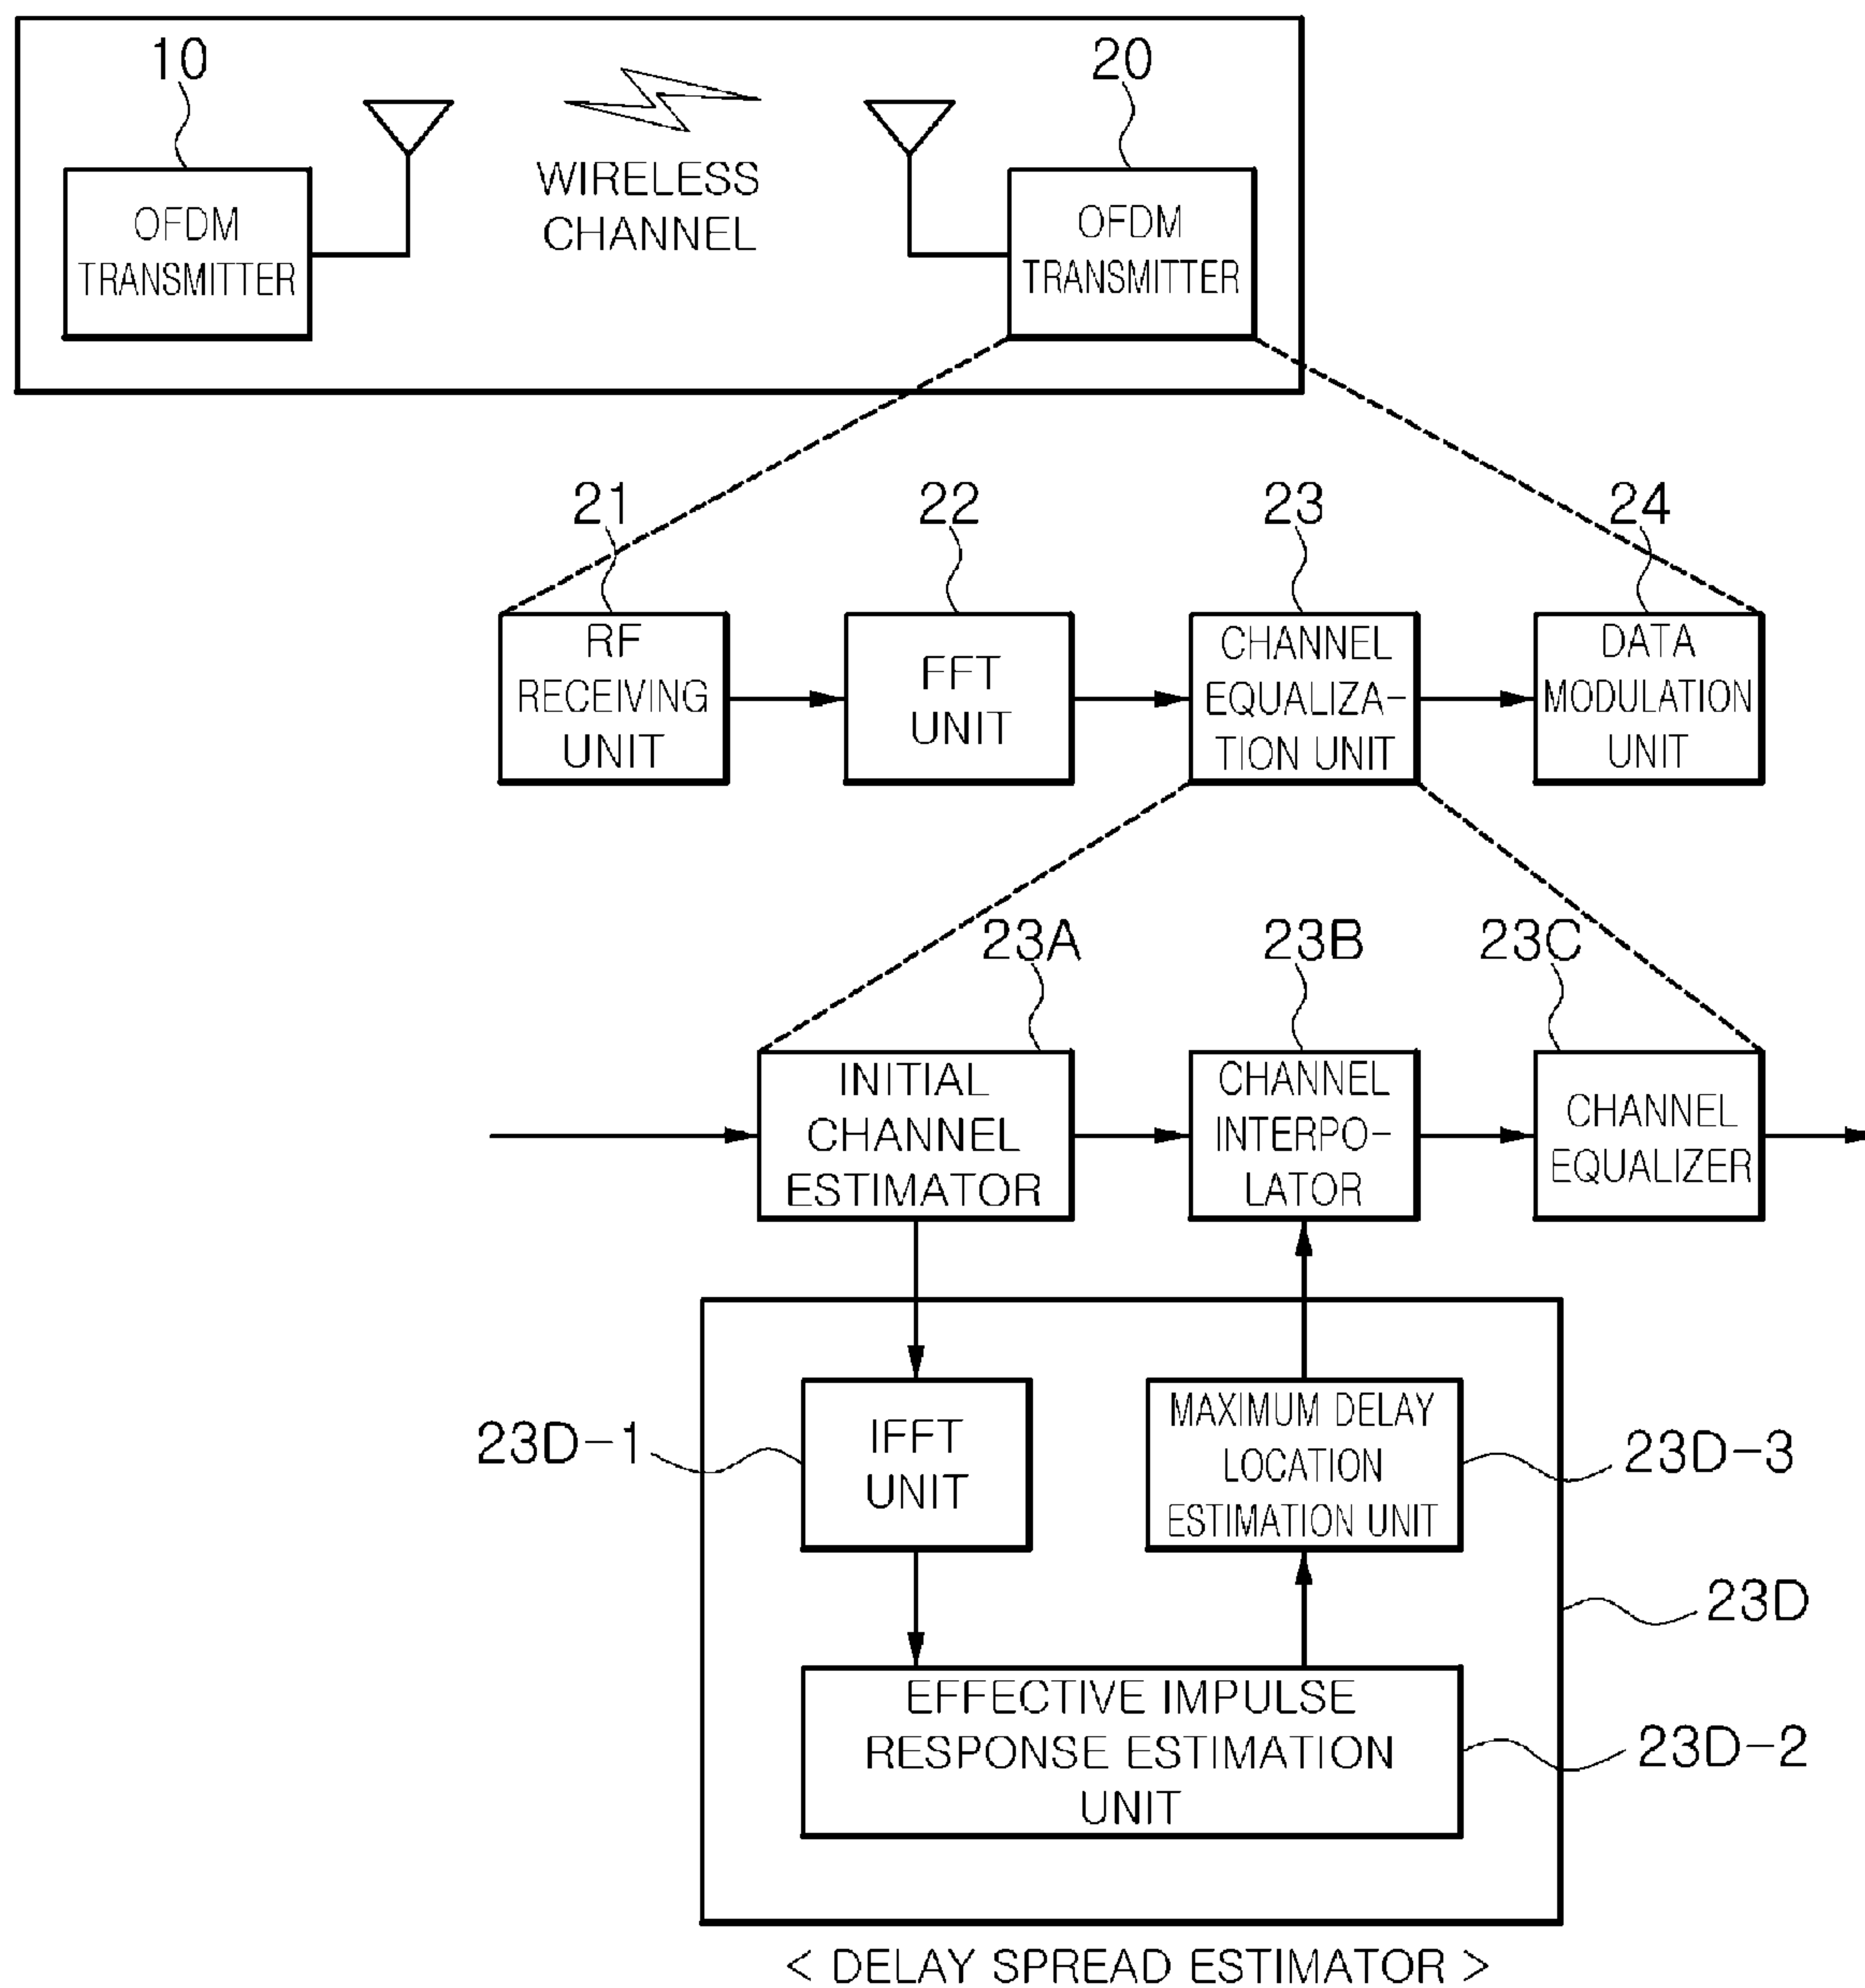 10
20
WIRELESS
CHANNEL
OFDM
TRANSMITTER
OFDM
TRANSMITTER
21
22
23
24
RF
RECEIVING
UNIT
FFT
UNIT
CHANNEL
EQUALIZA-
TION UNIT
DATA
MODULATION
UNIT
23A
23B
23C
INITIAL
CHANNEL
ESTIMATOR
CHANNEL
INTERPO-
LATOR
CHANNEL
EQUALIZER
23D-1
IFFT
UNIT
MAXIMUM DELAY
LOCATION
ESTIMATION UNIT
23D-3
23D
EFFECTIVE IMPULSE
RESPONSE ESTIMATION
UNIT
23D-2
< DELAY SPREAD ESTIMATOR >